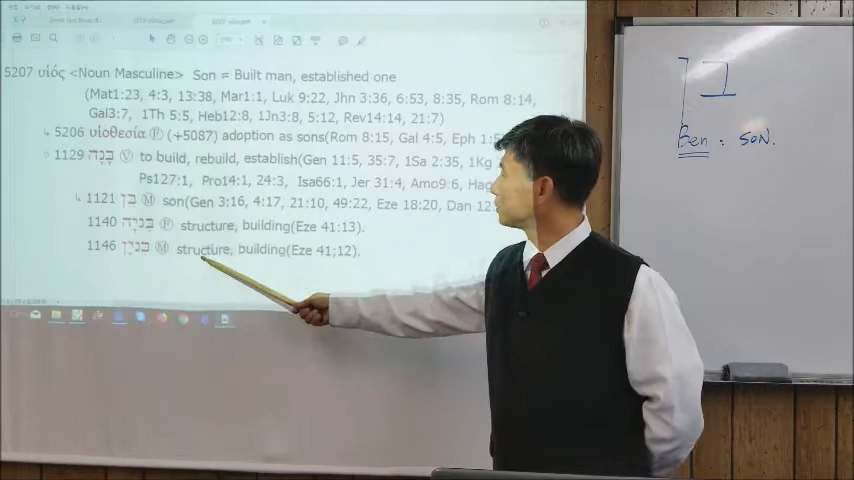 5207 υἱός <Noun Masculine> Son = Built man, established one
(Mat1:23, 4:3, 13:38, Mar1:1, Luk 9:22, Jhn 3:36, 6:53, 8:35, Rom 8:14,
Gal3:7, 1Th 5:5, Heb12:8, 1Jn3:8, 5:12, Rev14:14, 21:7)
5206 υἱοθεσία Ⓕ (+5087) adoption as sons(Rom 8:15, Gal 4:5, Eph
1129 בָּנָה Ⓥ to build, rebuild, establish(Gen 11:5, 35:7, 1Sa 2:35,
Ps127:1, Pro14:1, 24:3, Isa66:1, Jer 31:4, Amo9:6,
1121 בֵּן Ⓜ son(Gen 3:16, 4:17, 21:10, 49:22, Eze 18:20, Dan
1140 בִּנְיָה Ⓕ structure, building(Eze 41:13).
1146 בִּנְיָן Ⓜ structure, building(Eze 41:12).
Ben : SON.